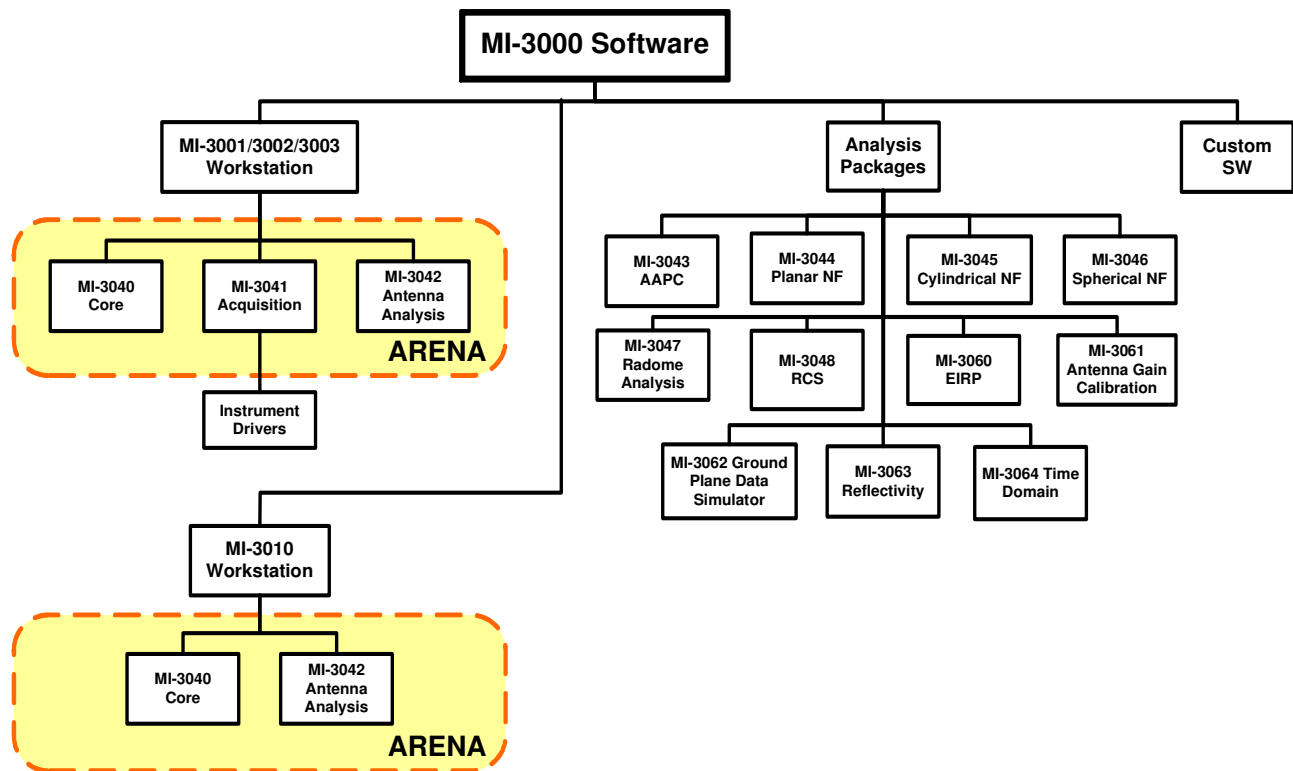 MI-3000 Software
MI-3001/3002/3003
Workstation
Analysis
Packages
Custom
SW
MI-3040
Core
MI-3041
Acquisition
MI-3042
Antenna
Analysis
ARENA
Instrument
Drivers
MI-3043
AAPC
MI-3044
Planar NF
MI-3045
Cylindrical NF
MI-3046
Spherical NF
MI-3047
Radome
Analysis
MI-3048
RCS
MI-3060
EIRP
MI-3061
Antenna Gain
Calibration
MI-3062 Ground
Plane Data
Simulator
MI-3063
Reflectivity
MI-3064 Time
Domain
MI-3010
Workstation
MI-3040
Core
MI-3042
Antenna
Analysis
ARENA